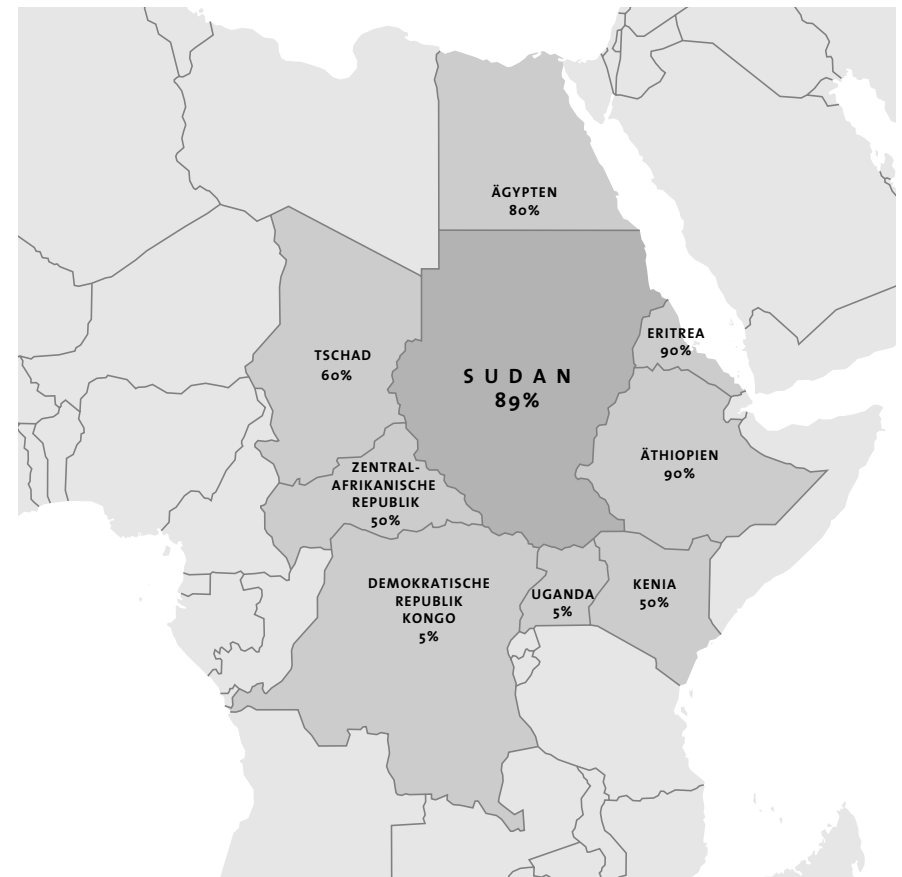 ÄGYPTEN
80%
ERITREA
90%
TSCHAD
60%
SUDAN
89%
ÄTHIOPIEN
90%
ZENTRAL-
AFRIKANISCHE
REPUBLIK
50%
DEMOKRATISCHE
REPUBLIK
KONGO
5%
UGANDA
5%
KENIA
50%